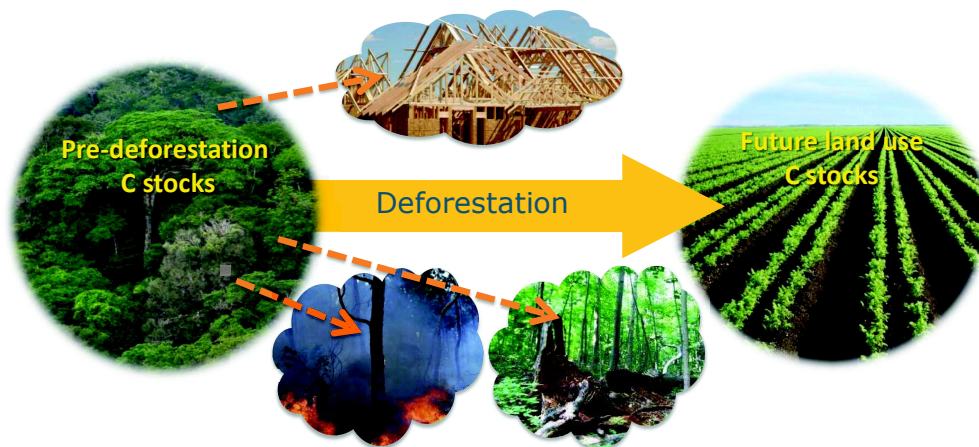 Pre-deforestation
C stocks
Deforestation
Future land use
C stocks